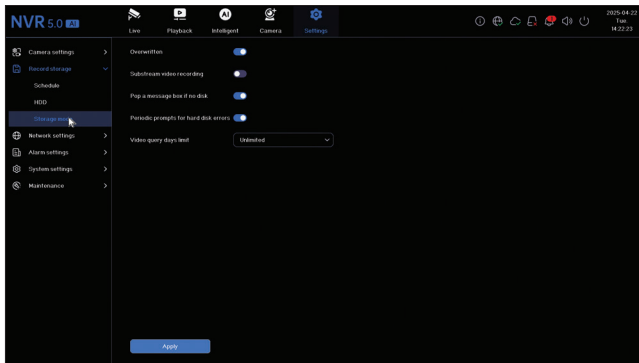 NVR 5.0 AI
Live
Playback
AI
Intelligent
Camera
Settings
2025-04-22
Tue.
14:22:23
Camera settings
Record storage
Schedule
HDD
Storage mode
Network settings
Alarm settings
System settings
Maintenance
Overwritten
Substream video recording
Pop a message box if no disk
Periodic prompts for hard disk errors
Video query days limit
Unlimited
Apply